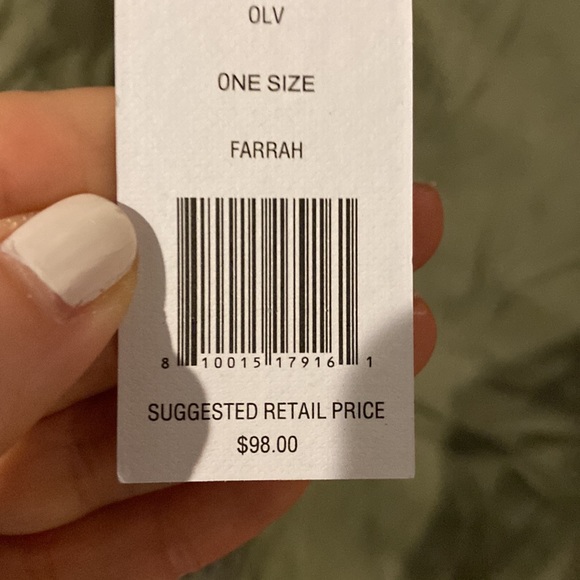 OLV
ONE SIZE
FARRAH
8 10015 17916 1
SUGGESTED RETAIL PRICE
$98.00